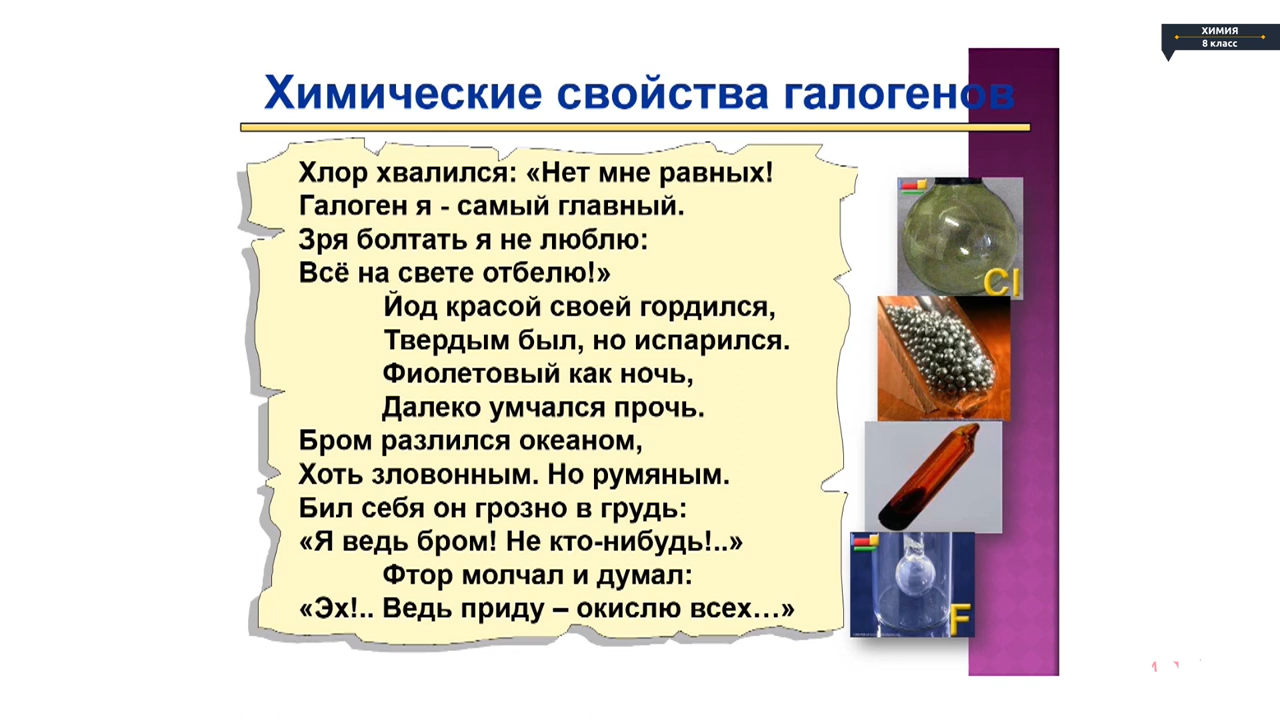 ХИМИЯ
8 класс
Химические свойства галогенов
Хлор хвалился: «Нет мне равных!
Галоген я - самый главный.
Зря болтать я не люблю:
Всё на свете отбелю!»
Йод красой своей гордился,
Твердым был, но испарился.
Фиолетовый как ночь,
Далеко умчался прочь.
Бром разлился океаном,
Хоть зловонным. Но румяным.
Бил себя он грозно в грудь:
«Я ведь бром! Не кто-нибудь!..»
Фтор молчал и думал:
«Эх!.. Ведь приду – окислю всех...»
Cl
F